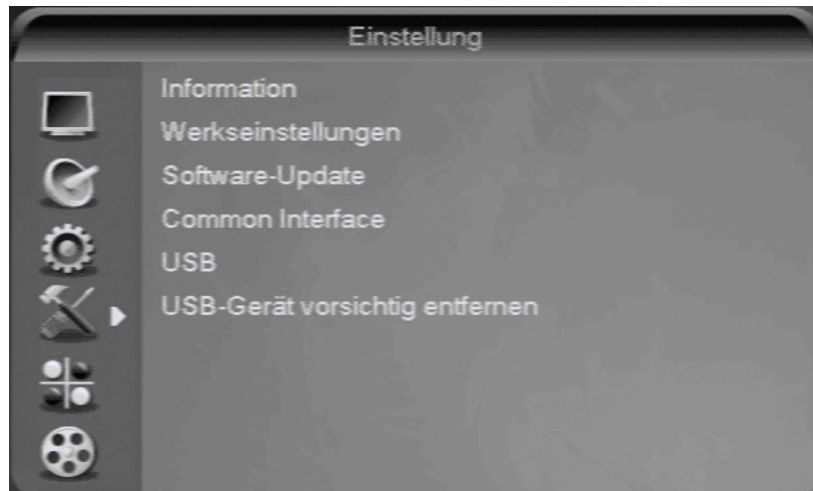 Einstellung
Information
Werkseinstellungen
Software-Update
Common Interface
USB
USB-Gerät vorsichtig entfernen